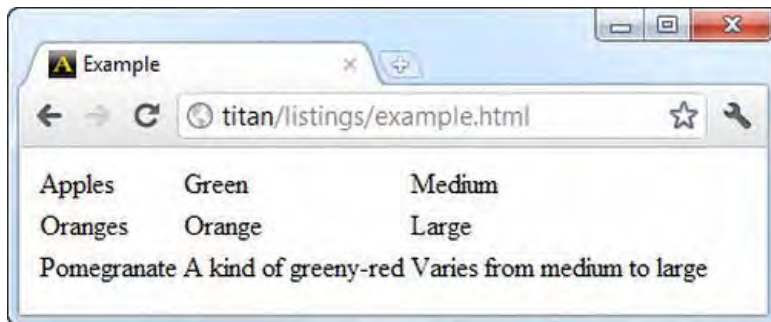 A Example
titan/listings/example.html
Apples Green Medium
Oranges Orange Large
Pomegranate A kind of greeny-red Varies from medium to large